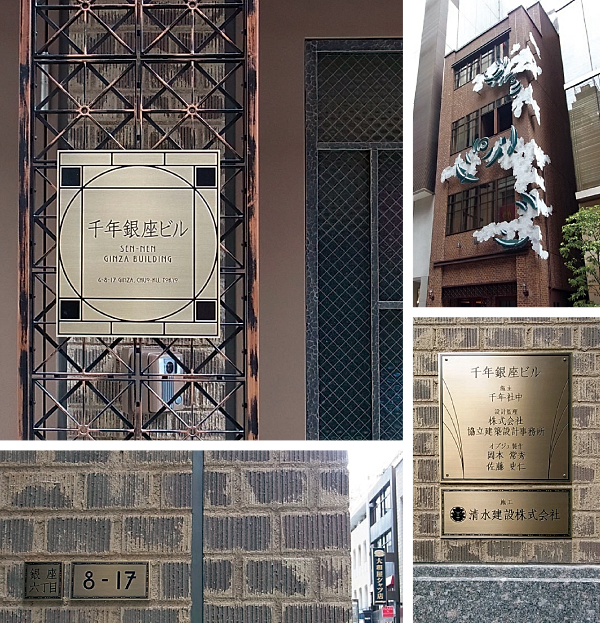 千年銀座ビル
SEN-NEN
GINZA BUILDING
6-8-17 GINZA, CHUO-KU, TOKYO
千年銀座ビル
施主
千年社中
設計監理
株式会社
協立建築設計事務所
オブジェ製作
岡本 常秀
佐藤 史仁
施工
清水建設株式会社
銀座
六丁目
8-17